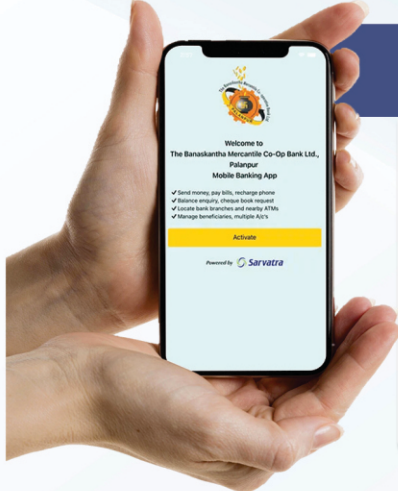 Welcome to
The Banaskantha Mercantile Co-Op Bank Ltd.,
Palanpur
Mobile Banking App
✓ Send money, pay bills, recharge phone
✓ Balance enquiry, cheque book request
✓ Locate bank branches and nearby ATMs
✓ Manage beneficiaries, multiple A/c's
Activate
Powered by Sarvatra